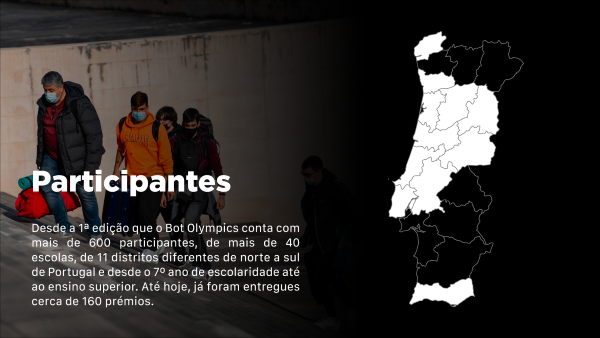 Participantes
Desde a 1ª edição que o Bot Olympics conta com
mais de 600 participantes, de mais de 40
escolas, de 11 distritos diferentes de norte a sul
de Portugal e desde o 7º ano de escolaridade até
ao ensino superior. Até hoje, já foram entregues
cerca de 160 prémios.